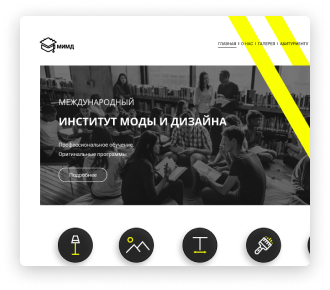 МИМД
ГЛАВНАЯ | О НАС | ГАЛЕРЕЯ | АБИТУРИЕНТУ
МЕЖДУНАРОДНЫЙ
ИНСТИТУТ МОДЫ И ДИЗАЙНА
Профессиональное обучение.
Оригинальные программы
Подробнее